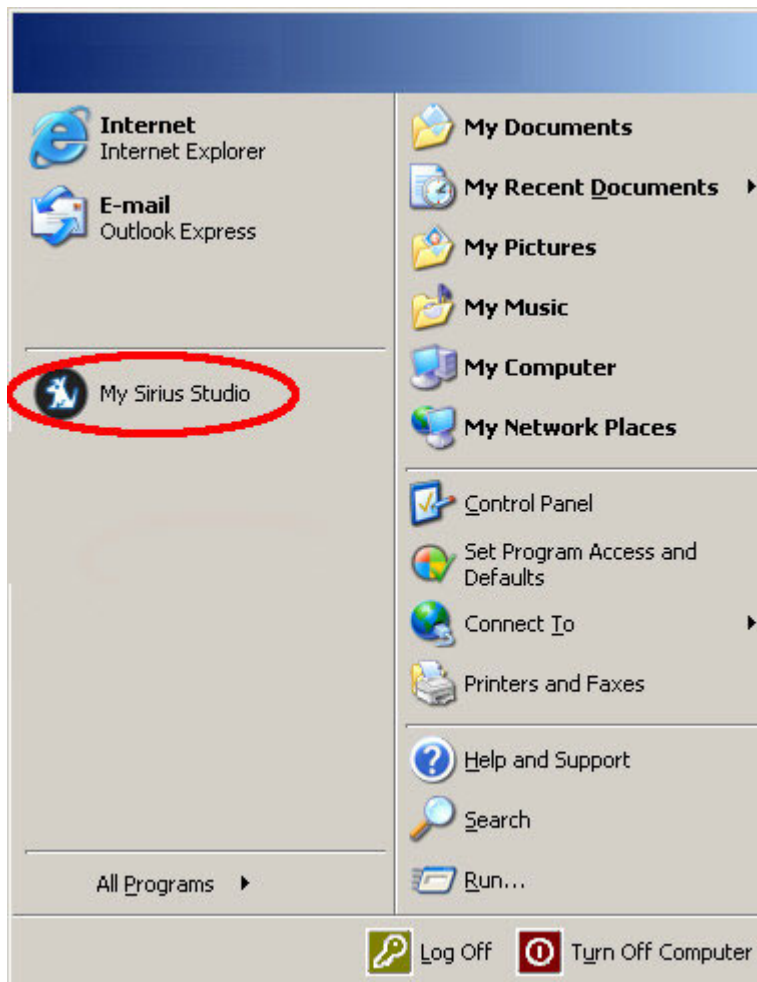 Internet
Internet Explorer
E-mail
Outlook Express
My Sirius Studio
All Programs
My Documents
My Recent Documents
My Pictures
My Music
My Computer
My Network Places
Control Panel
Set Program Access and
Defaults
Connect To
Printers and Faxes
Help and Support
Search
Run...
Log Off
Turn Off Computer